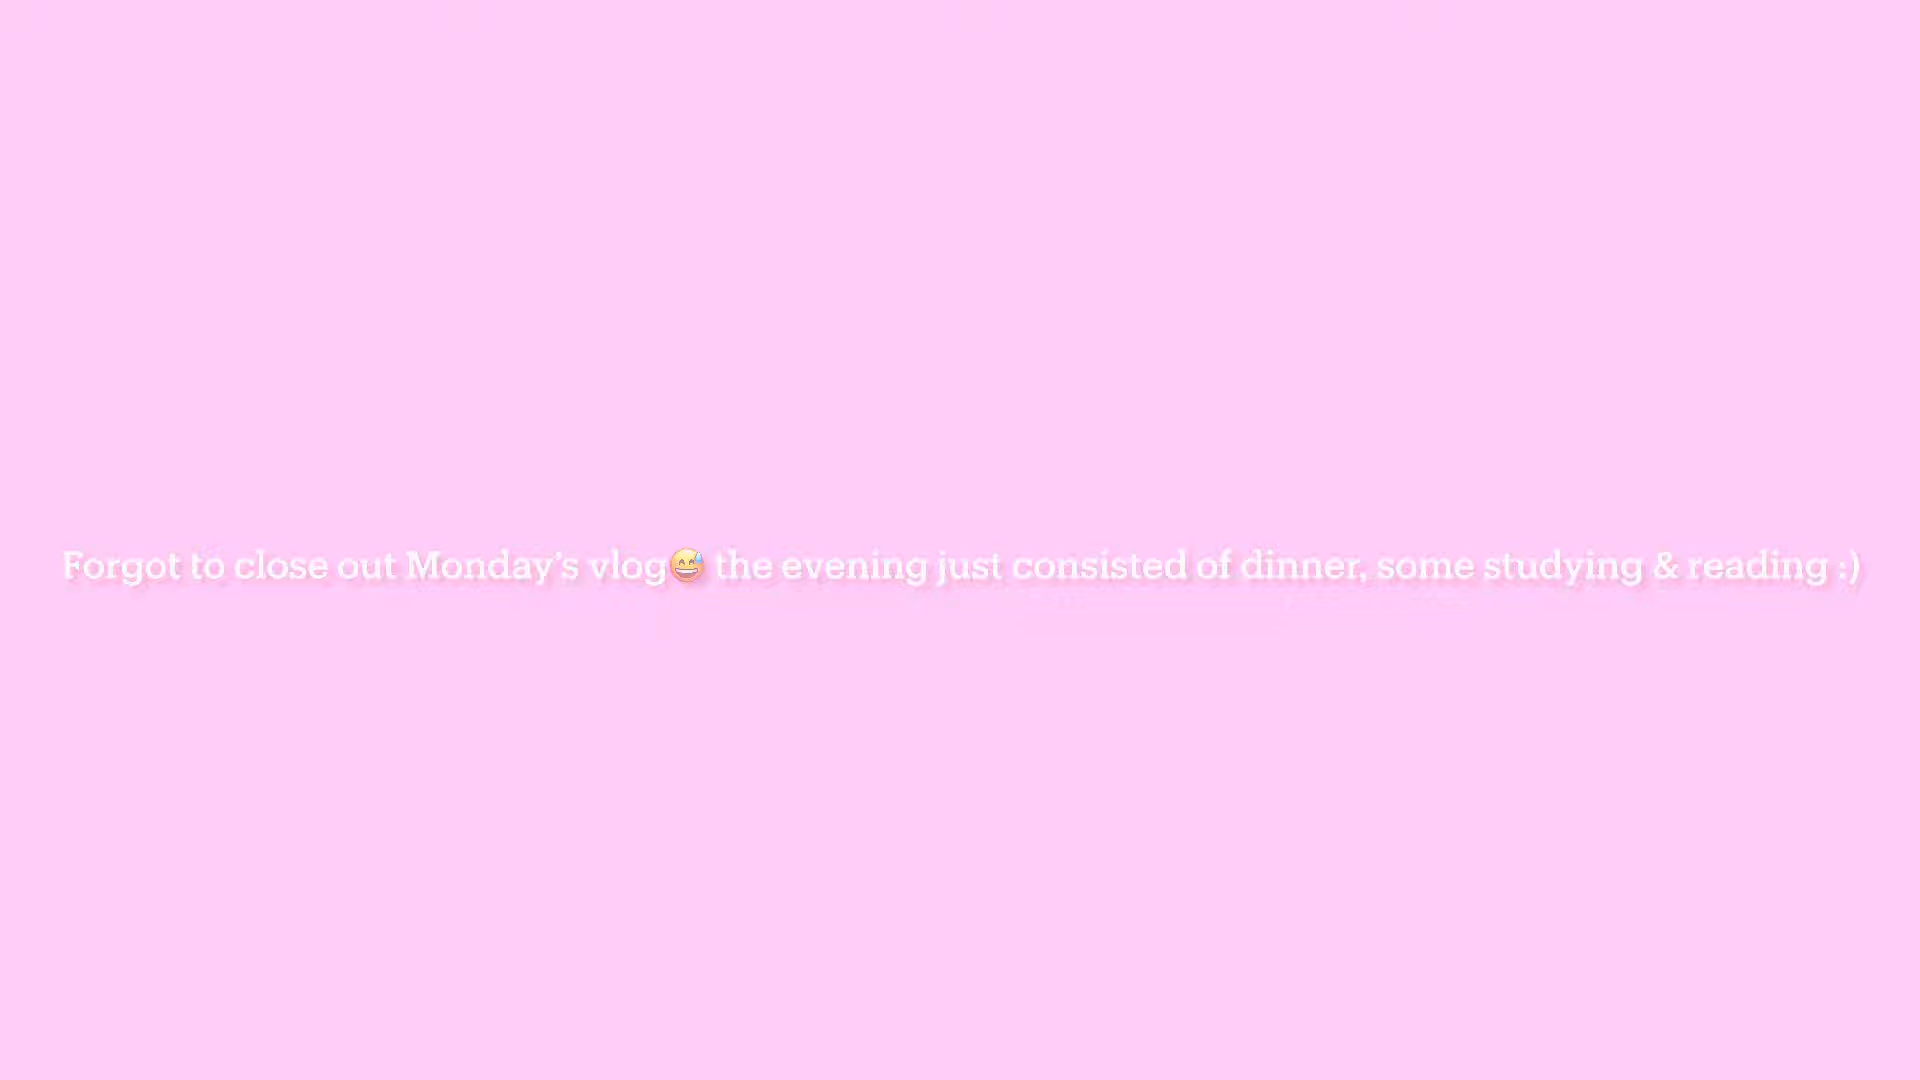 Forgot to close out Monday's vlog😅 the evening just consisted of dinner, some studying & reading :)